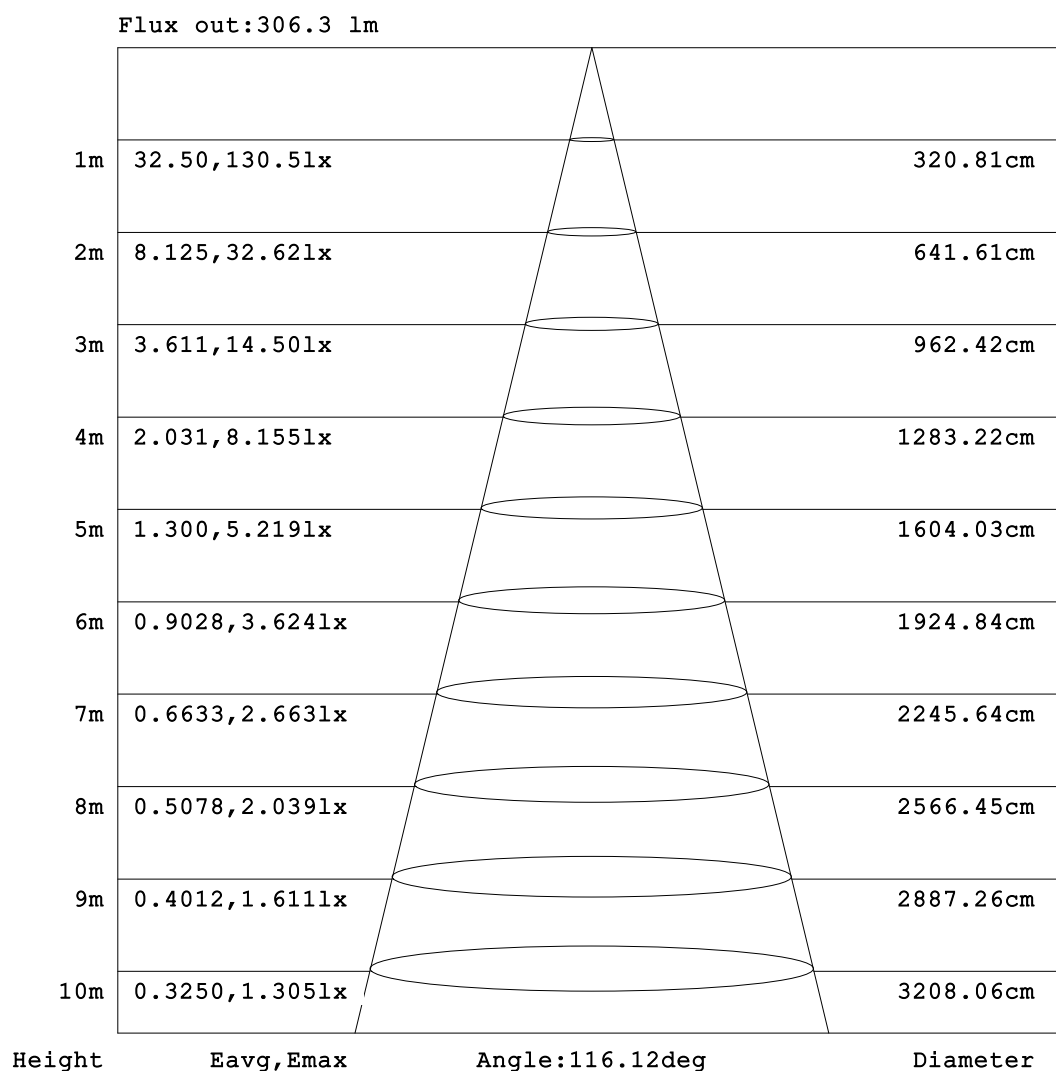 Flux out:306.3 lm
1m 32.50,130.5lx 320.81cm
2m 8.125,32.62lx 641.61cm
3m 3.611,14.50lx 962.42cm
4m 2.031,8.155lx 1283.22cm
5m 1.300,5.219lx 1604.03cm
6m 0.9028,3.624lx 1924.84cm
7m 0.6633,2.663lx 2245.64cm
8m 0.5078,2.039lx 2566.45cm
9m 0.4012,1.611lx 2887.26cm
10m 0.3250,1.305lx 3208.06cm
Height Eavg,Emax Angle:116.12deg Diameter